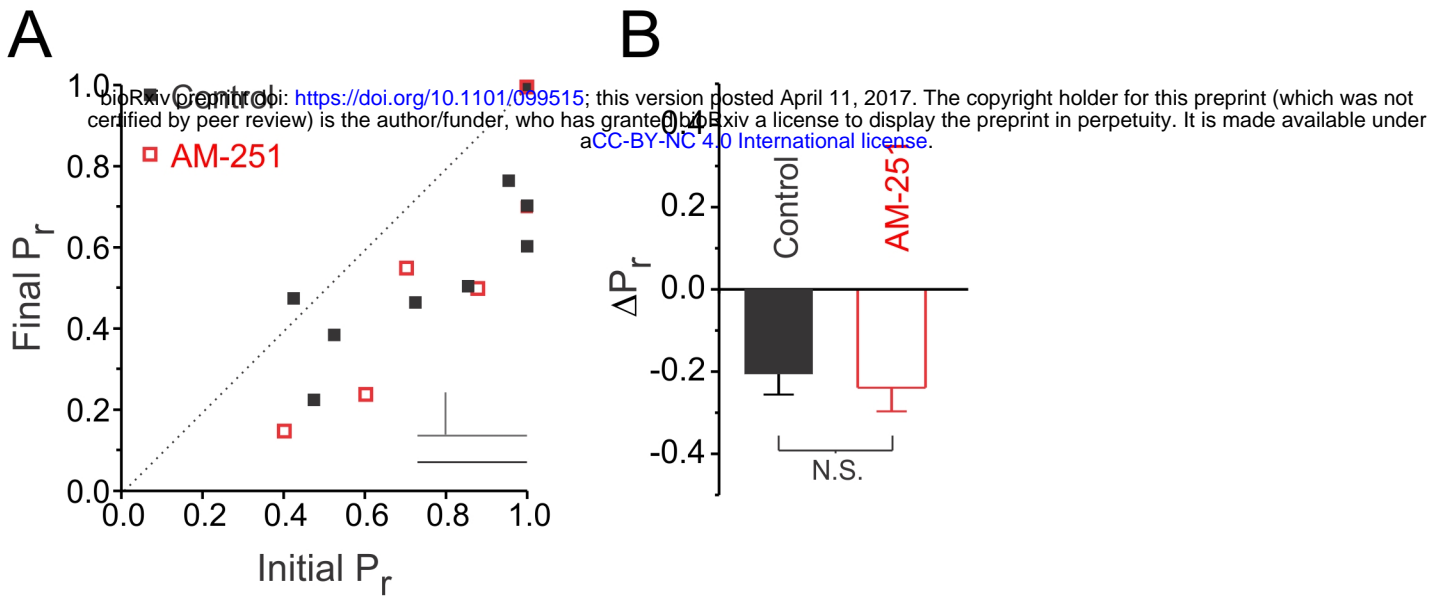 A
B
bioRxiv preprint doi: https://doi.org/10.1101/099515; this version posted April 11, 2017. The copyright holder for this preprint (which was not
certified by peer review) is the author/funder, who has granted bioRxiv a license to display the preprint in perpetuity. It is made available under
aCC-BY-NC 4.0 International license.
Control
AM-251
1.0
0.8
0.6
0.4
0.2
0.0
Final Pr
0.0 0.2 0.4 0.6 0.8 1.0
Initial Pr
0.4
0.2
0.0
-0.2
-0.4
ΔPr
Control
AM-251
N.S.